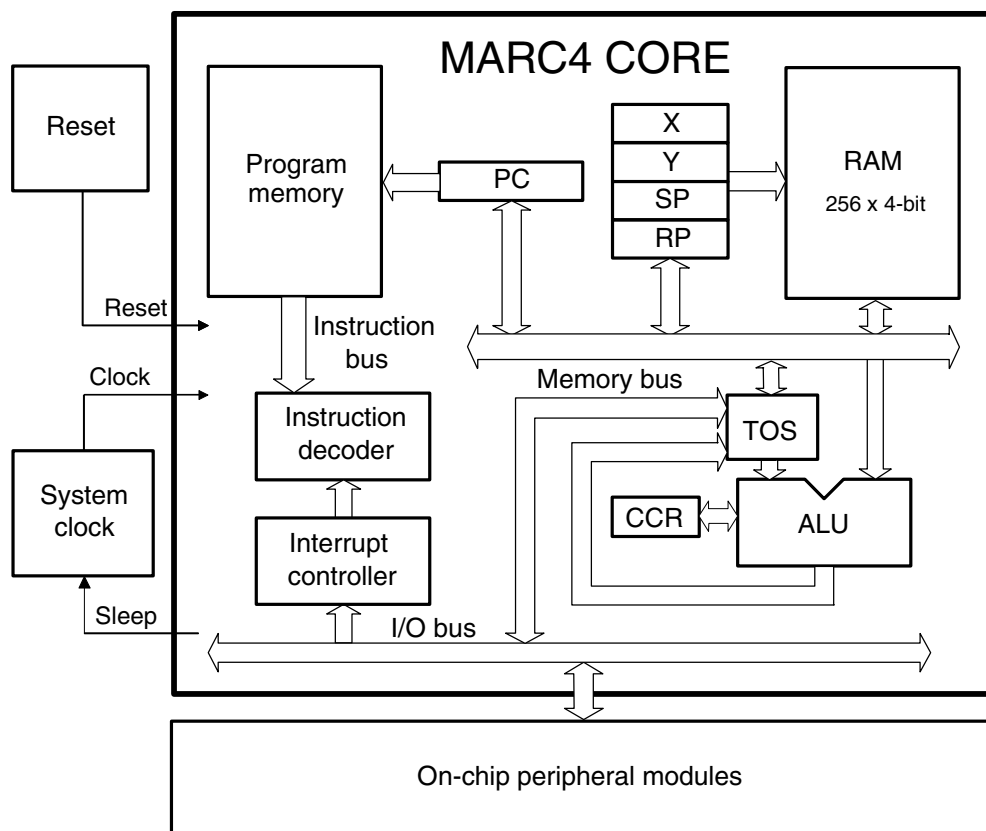 MARC4 CORE
Reset
Program
memory
PC
X
Y
SP
RP
RAM
256 x 4-bit
Reset
Instruction
bus
Clock
Memory bus
Instruction
decoder
TOS
System
clock
CCR
ALU
Interrupt
controller
Sleep
I/O bus
On-chip peripheral modules